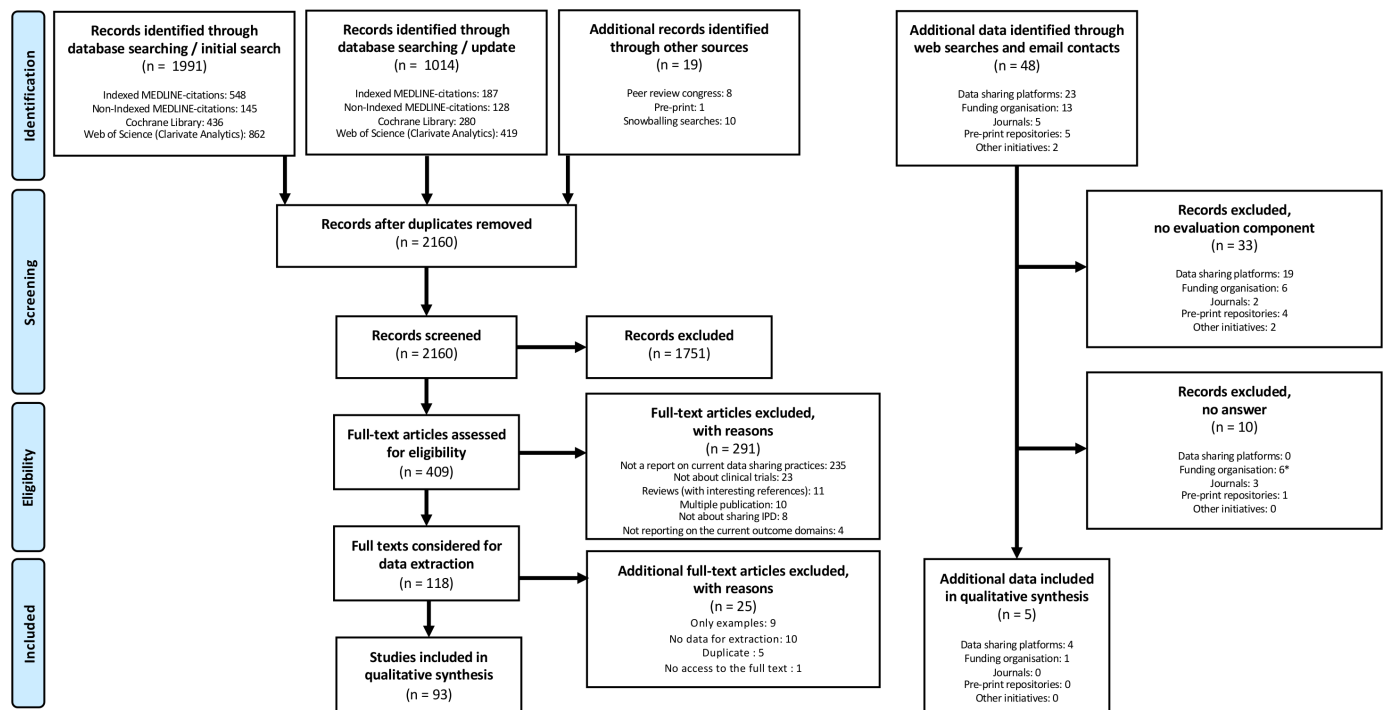 Identification
Records identified through
database searching / initial search
(n = 1991)
Indexed MEDLINE-citations: 548
Non-Indexed MEDLINE-citations: 145
Cochrane Library: 436
Web of Science (Clarivate Analytics): 862
Records identified through
database searching / update
(n = 1014)
Indexed MEDLINE-citations: 187
Non-Indexed MEDLINE-citations: 128
Cochrane Library: 280
Web of Science (Clarivate Analytics): 419
Additional records identified
through other sources
(n = 19)
Peer review congress: 8
Pre-print: 1
Snowballing searches: 10
Additional data identified through
web searches and email contacts
(n = 48)
Data sharing platforms: 23
Funding organisation: 13
Journals: 5
Pre-print repositories: 5
Other initiatives: 2
Screening
Records after duplicates removed
(n = 2160)
Records screened
(n = 2160)
Records excluded
(n = 1751)
Records excluded,
no evaluation component
(n = 33)
Data sharing platforms: 19
Funding organisation: 6
Journals: 2
Pre-print repositories: 4
Other initiatives: 2
Eligibility
Full-text articles assessed
for eligibility
(n = 409)
Full-text articles excluded,
with reasons
(n = 291)
Not a report on current data sharing practices: 235
Not about clinical trials: 23
Reviews (with interesting references): 11
Multiple publication: 10
Not about sharing IPD: 8
Not reporting on the current outcome domains: 4
Records excluded,
no answer
(n = 10)
Data sharing platforms: 0
Funding organisation: 6*
Journals: 3
Pre-print repositories: 1
Other initiatives: 0
Full texts considered for
data extraction
(n = 118)
Included
Additional full-text articles excluded,
with reasons
(n = 25)
Only examples: 9
No data for extraction: 10
Duplicate : 5
No access to the full text : 1
Studies included in
qualitative synthesis
(n = 93)
Additional data included
in qualitative synthesis
(n = 5)
Data sharing platforms: 4
Funding organisation: 1
Journals: 0
Pre-print repositories: 0
Other initiatives: 0